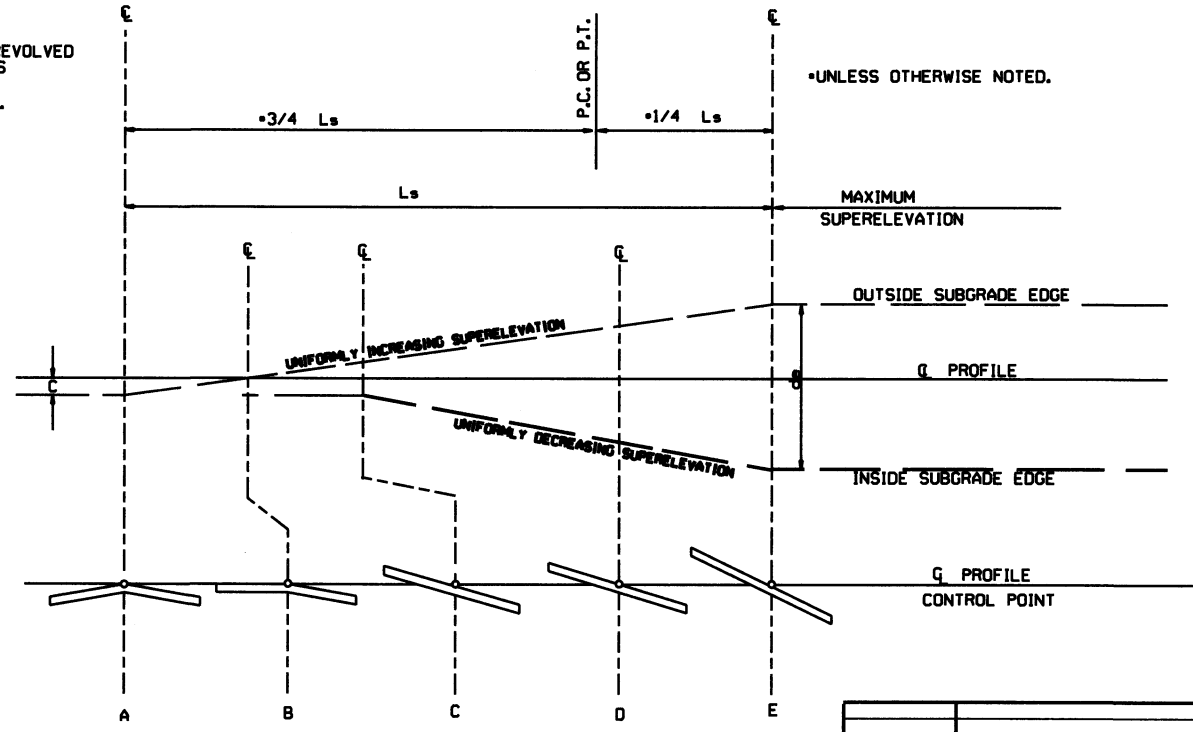 ℄
℄
EVOLVED
S
.
P.C. OR P.T.
*UNLESS OTHERWISE NOTED.
*3/4 Ls
*1/4 Ls
Ls
MAXIMUM
SUPERELEVATION
℄
℄
℄
OUTSIDE SUBGRADE EDGE
UNIFORMLY INCREASING SUPERELEVATION
℄ PROFILE
C
UNIFORMLY DECREASING SUPERELEVATION
INSIDE SUBGRADE EDGE
℄ PROFILE
CONTROL POINT
A
B
C
D
E